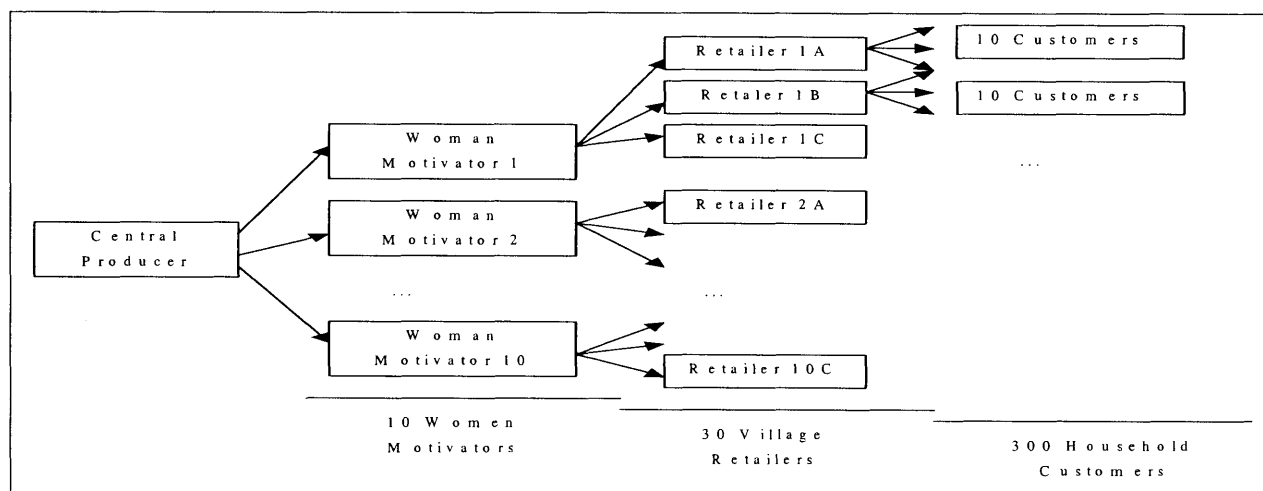 Central
Producer
Woman
Motivator 1
Woman
Motivator 2
...
Woman
Motivator 10
10 Women
Motivators
Retailer 1A
Retaler 1B
Retailer 1C
Retailer 2A
...
Retailer 10C
30 Village
Retailers
10 Customers
10 Customers
...
300 Household
Customers